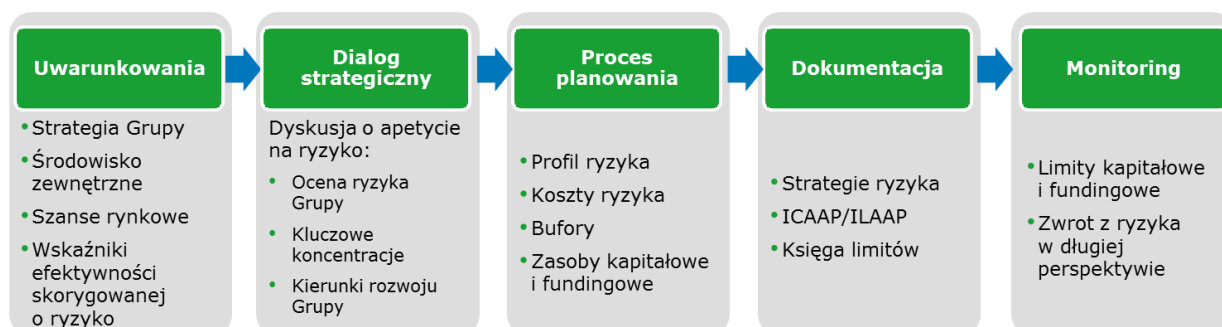 Uwarunkowania
• Strategia Grupy
• Środowisko
zewnętrzne
• Szanse rynkowe
• Wskaźniki
efektywności
skorygowanej
o ryzyko
Dialog
strategiczny
Dyskusja o apetycie
na ryzyko:
• Ocena ryzyka
Grupy
• Kluczowe
koncentracje
• Kierunki rozwoju
Grupy
Proces
planowania
• Profil ryzyka
• Koszty ryzyka
• Bufory
• Zasoby kapitałowe
i fundingowe
Dokumentacja
• Strategie ryzyka
• ICAAP/ILAAP
• Księga limitów
Monitoring
• Limity kapitałowe
i fundingowe
• Zwrot z ryzyka
w długiej
perspektywie